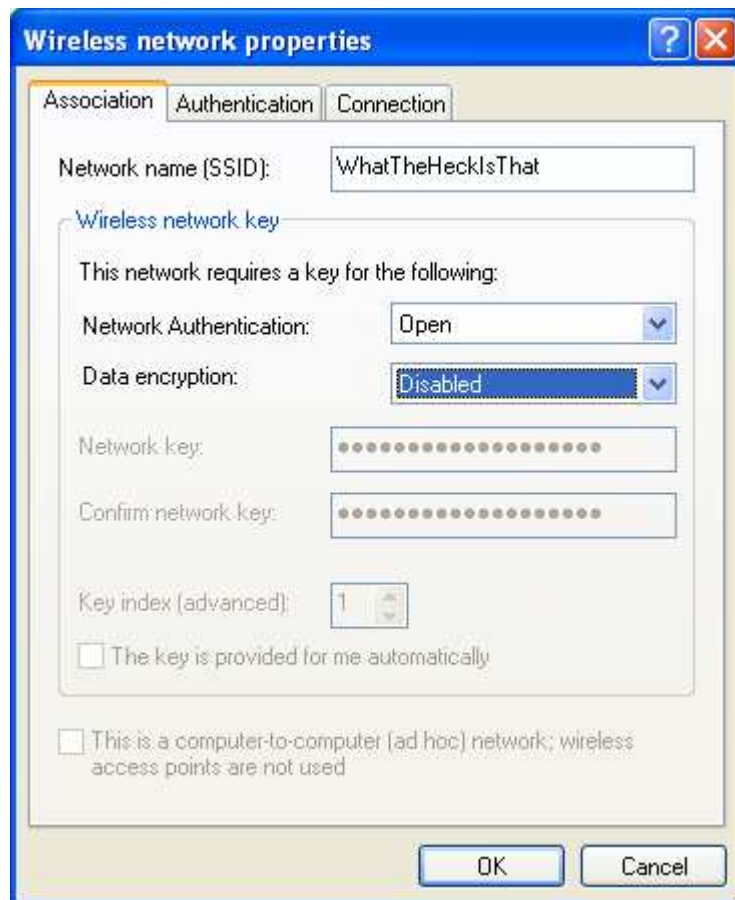 Wireless network properties
Association Authentication Connection
Network name (SSID): WhatTheHeckIsThat
Wireless network key
This network requires a key for the following:
Network Authentication: Open
Data encryption: Disabled
Network key:
Confirm network key:
Key index (advanced): 1
The key is provided for me automatically
This is a computer-to-computer (ad hoc) network; wireless
access points are not used
OK Cancel